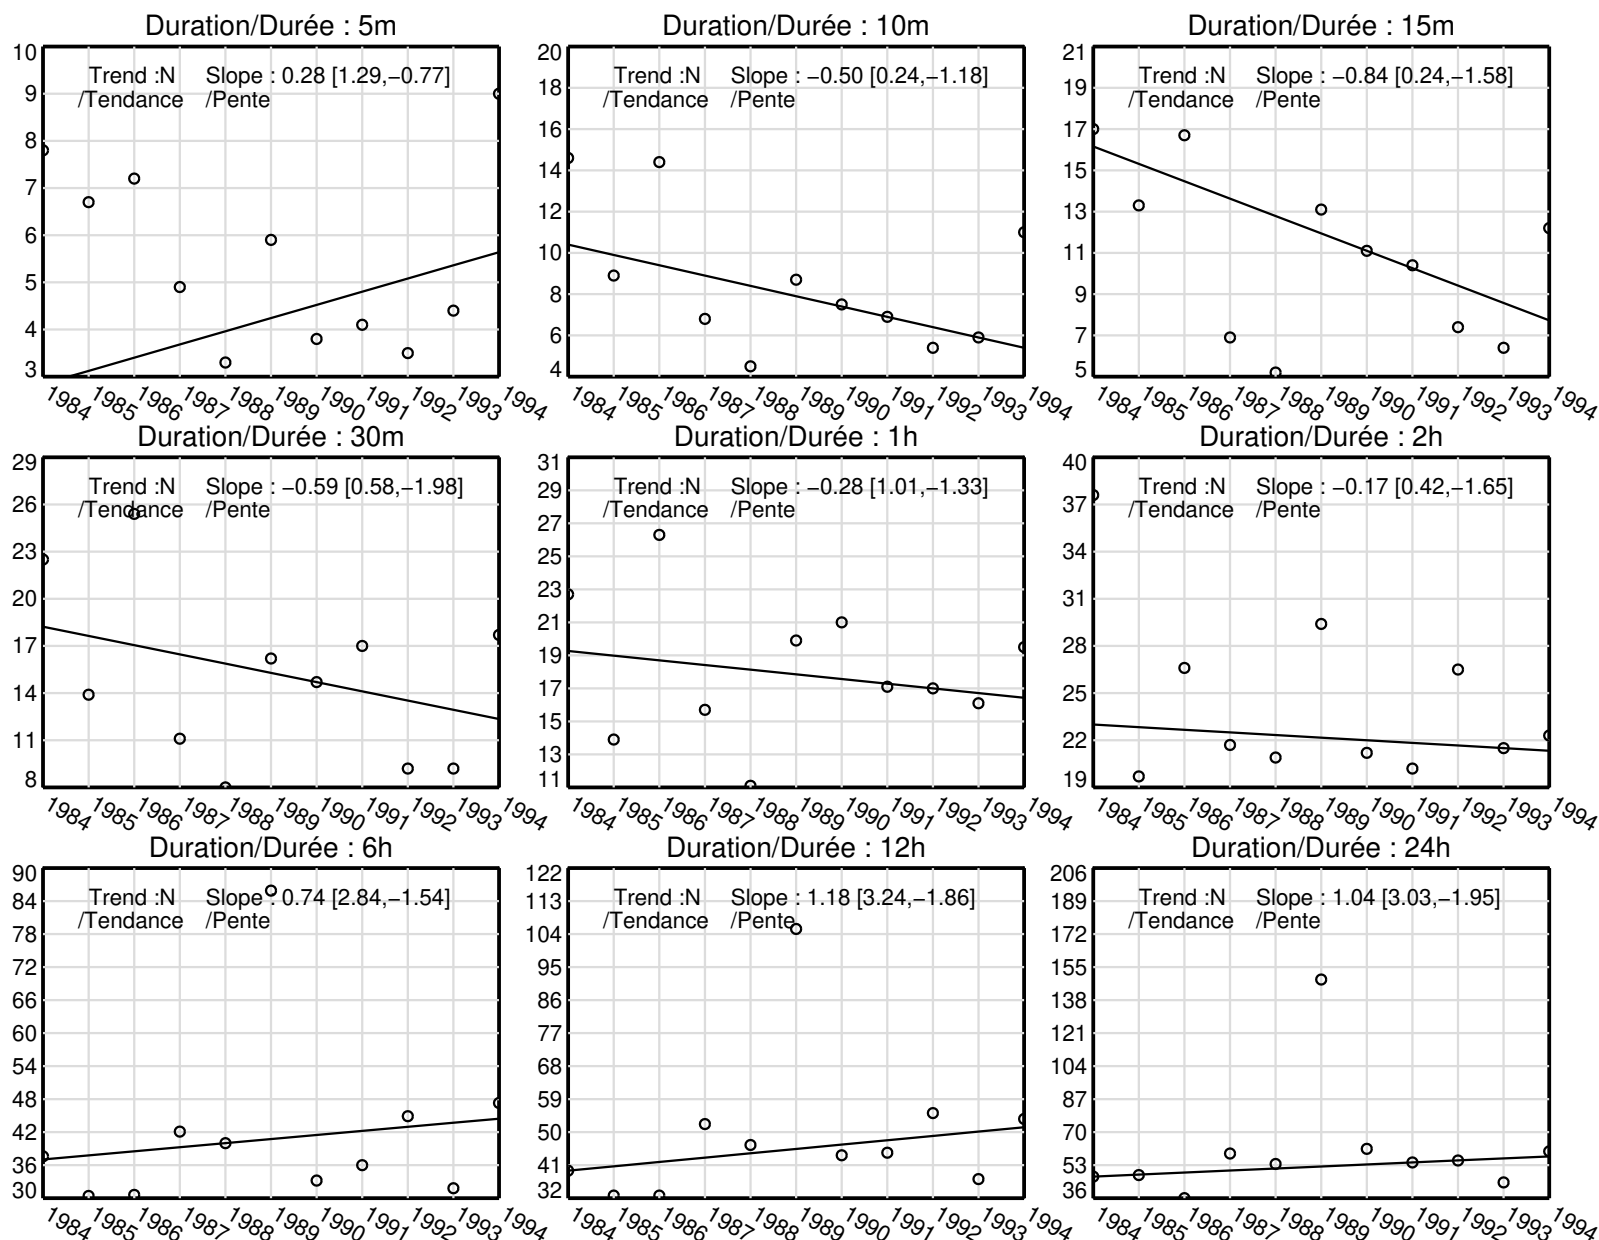 Duration/Durée : 5m
Trend :N Slope : 0.28 [1.29,−0.77]
/Tendance /Pente
10
9
8
7
6
5
4
3
1984 1985 1986 1987 1988 1989 1990 1991 1992 1993 1994
Duration/Durée : 10m
Trend :N Slope : −0.50 [0.24,−1.18]
/Tendance /Pente
20
18
16
14
12
10
8
6
4
1984 1985 1986 1987 1988 1989 1990 1991 1992 1993 1994
Duration/Durée : 15m
Trend :N Slope : −0.84 [0.24,−1.58]
/Tendance /Pente
21
19
17
15
13
11
9
7
5
1984 1985 1986 1987 1988 1989 1990 1991 1992 1993 1994
Duration/Durée : 30m
Trend :N Slope : −0.59 [0.58,−1.98]
/Tendance /Pente
29
26
23
20
17
14
11
8
1984 1985 1986 1987 1988 1989 1990 1991 1992 1993 1994
Duration/Durée : 1h
Trend :N Slope : −0.28 [1.01,−1.33]
/Tendance /Pente
31
29
27
25
23
21
19
17
15
13
11
1984 1985 1986 1987 1988 1989 1990 1991 1992 1993 1994
Duration/Durée : 2h
Trend :N Slope : −0.17 [0.42,−1.65]
/Tendance /Pente
40
37
34
31
28
25
22
19
1984 1985 1986 1987 1988 1989 1990 1991 1992 1993 1994
Duration/Durée : 6h
Trend :N Slope : 0.74 [2.84,−1.54]
/Tendance /Pente
90
84
78
72
66
60
54
48
42
36
30
1984 1985 1986 1987 1988 1989 1990 1991 1992 1993 1994
Duration/Durée : 12h
Trend :N Slope : 1.18 [3.24,−1.86]
/Tendance /Pente
122
113
104
95
86
77
68
59
50
41
32
1984 1985 1986 1987 1988 1989 1990 1991 1992 1993 1994
Duration/Durée : 24h
Trend :N Slope : 1.04 [3.03,−1.95]
/Tendance /Pente
206
189
172
155
138
121
104
87
70
53
36
1984 1985 1986 1987 1988 1989 1990 1991 1992 1993 1994